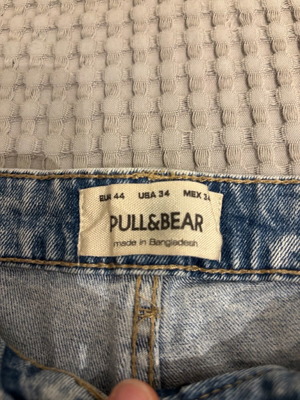 EUR 44 USA 34 MEX 34
PULL&BEAR
made in Bangladesh